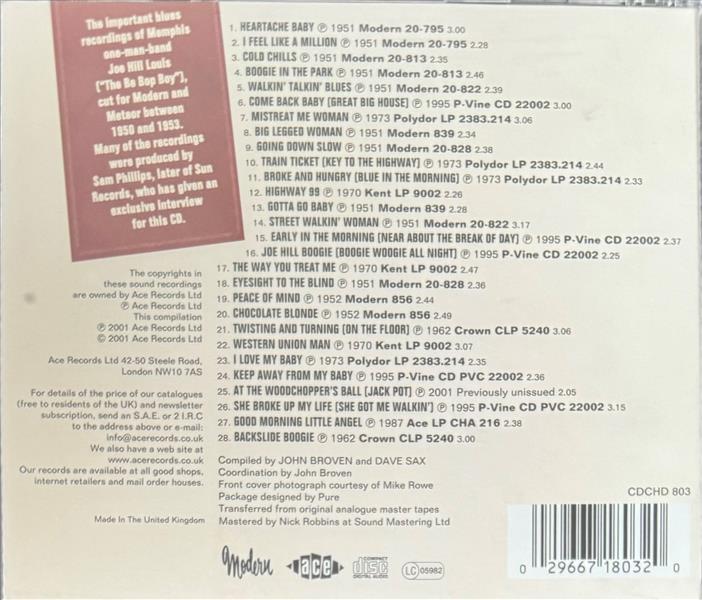 The important blues
recordings of Memphis
one-man-band
Joe Hill Louis
("The Be Bop Boy"),
cut for Modern and
Meteor between
1950 and 1953.
Many of the recordings
were produced by
Sam Phillips, later of Sun
Records, who has given an
exclusive interview
for this CD.
1. HEARTACHE BABY ℗ 1951 Modern 20-795 3.00
2. I FEEL LIKE A MILLION ℗ 1951 Modern 20-795 2.28
3. COLD CHILLS ℗ 1951 Modern 20-813 2.35
4. BOOGIE IN THE PARK ℗ 1951 Modern 20-813 2.46
5. WALKIN' TALKIN' BLUES ℗ 1951 Modern 20-822 2.39
6. COME BACK BABY (GREAT BIG HOUSE) ℗ 1995 P-Vine CD 22002 3.00
7. MISTREAT ME WOMAN ℗ 1973 Polydor LP 2383.214 3.06
8. BIG LEGGED WOMAN ℗ 1951 Modern 839 2.34
9. GOING DOWN SLOW ℗ 1951 Modern 20-828 2.38
10. TRAIN TICKET (KEY TO THE HIGHWAY) ℗ 1973 Polydor LP 2383.214 2.44
11. BROKE AND HUNGRY (BLUE IN THE MORNING) ℗ 1973 Polydor LP 2383.214 2.33
12. HIGHWAY 99 ℗ 1970 Kent LP 9002 2.26
13. GOTTA GO BABY ℗ 1951 Modern 839 2.28
14. STREET WALKIN' WOMAN ℗ 1951 Modern 20-822 3.17
15. EARLY IN THE MORNING (NEAR ABOUT THE BREAK OF DAY) ℗ 1995 P-Vine CD 22002 2.37
16. JOE HILL BOOGIE (BOOGIE WOOGIE ALL NIGHT) ℗ 1995 P-Vine CD 22002 2.25
17. THE WAY YOU TREAT ME ℗ 1970 Kent LP 9002 2.47
18. EYESIGHT TO THE BLIND ℗ 1951 Modern 20-828 2.36
19. PEACE OF MIND ℗ 1952 Modern 856 2.44
20. CHOCOLATE BLONDE ℗ 1952 Modern 856 2.49
21. TWISTING AND TURNING (ON THE FLOOR) ℗ 1962 Crown CLP 5240 3.06
22. WESTERN UNION MAN ℗ 1970 Kent LP 9002 3.07
23. I LOVE MY BABY ℗ 1973 Polydor LP 2383.214 2.35
24. KEEP AWAY FROM MY BABY ℗ 1995 P-Vine CD PVC 22002 2.36
25. AT THE WOODCHOPPER'S BALL (JACK POT) ℗ 2001 Previously unissued 2.05
26. SHE BROKE UP MY LIFE (SHE GOT ME WALKIN') ℗ 1995 P-Vine CD PVC 22002 3.15
27. GOOD MORNING LITTLE ANGEL ℗ 1987 Ace LP CHA 216 2.38
28. BACKSLIDE BOOGIE ℗ 1962 Crown CLP 5240 3.00
The copyrights in
these sound recordings
are owned by Ace Records Ltd
℗ Ace Records Ltd
This compilation
℗ 2001 Ace Records Ltd
© 2001 Ace Records Ltd
Ace Records Ltd 42-50 Steele Road,
London NW10 7AS
For details of the price of our catalogues
(free to residents of the UK) and newsletter
subscription, send an S.A.E. or 2 I.R.C
to the address above or e-mail:
info@acerecords.co.uk
We also have a web site at
www.acerecords.co.uk
Our records are available at all good shops,
internet retailers and mail order houses.
Made In The United Kingdom
Compiled by JOHN BROVEN and DAVE SAX
Coordination by John Broven
Front cover photograph courtesy of Mike Rowe
Package designed by Pure
Transferred from original analogue master tapes
Mastered by Nick Robbins at Sound Mastering Ltd
CDCHD 803
Modern
ace
COMPACT
disc
DIGITAL AUDIO
LC 05982
0 29667 18032 0